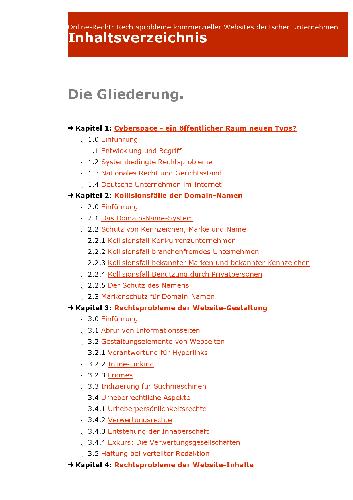 Online-Recht: Rechtsprobleme kommerzieller Websites deutscher Unternehmen
Inhaltsverzeichnis
Die Gliederung.
➔ Kapitel 1: Cyberspace – ein öffentlicher Raum neuen Typs?
. 1.0 Einführung
. 1.1 Entwicklung und Begriff
. 1.2 Systembedingte Rechtsprobleme
. 1.3 Nationales Recht und Gerichtsstand
. 1.4 Deutsche Unternehmen im Internet
➔ Kapitel 2: Kollisionsfälle der Domain-Namen
- 2.0 Einführung
- 2.1 Das Domain-Name-System
. 2.2 Schutz von Kennzeichen, Marke und Name
. 2.2.1 Kollisionsfall Konkurrenzunternehmen
. 2.2.2 Kollisionsfall branchenfremdes Unternehmen
- 2.2.3 Kollisionsfall bekannter Marken und bekannter Kennzeichen
- 2.2.4 Kollisionsfall Benutzung durch Privatpersonen
. 2.2.5 Der Schutz des Namens
. 2.3 Markenschutz für Domain-Namen
➔ Kapitel 3: Rechtsprobleme der Website-Gestaltung
- 3.0 Einführung
. 3.1 Abruf von Informationsseiten
. 3.2 Gestaltungselemente von Webseiten
. 3.2.1 Verantwortung für Hyperlinks
- 3.2.2 Inline-Linking
- 3.2.3 Frames
. 3.3 Indizierung für Suchmaschinen
. 3.4 Urheberrechtliche Aspekte
. 3.4.1 Urheberpersönlichkeitsrechte
- 3.4.2 Verwertungsrechte
. 3.4.3 Entstehung der Inhaberschaft
. 3.4.4 Exkurs: Die Verwertungsgesellschaften
. 3.5 Haftung bei verteilter Redaktion
➔ Kapitel 4: Rechtsprobleme der Website-Inhalte